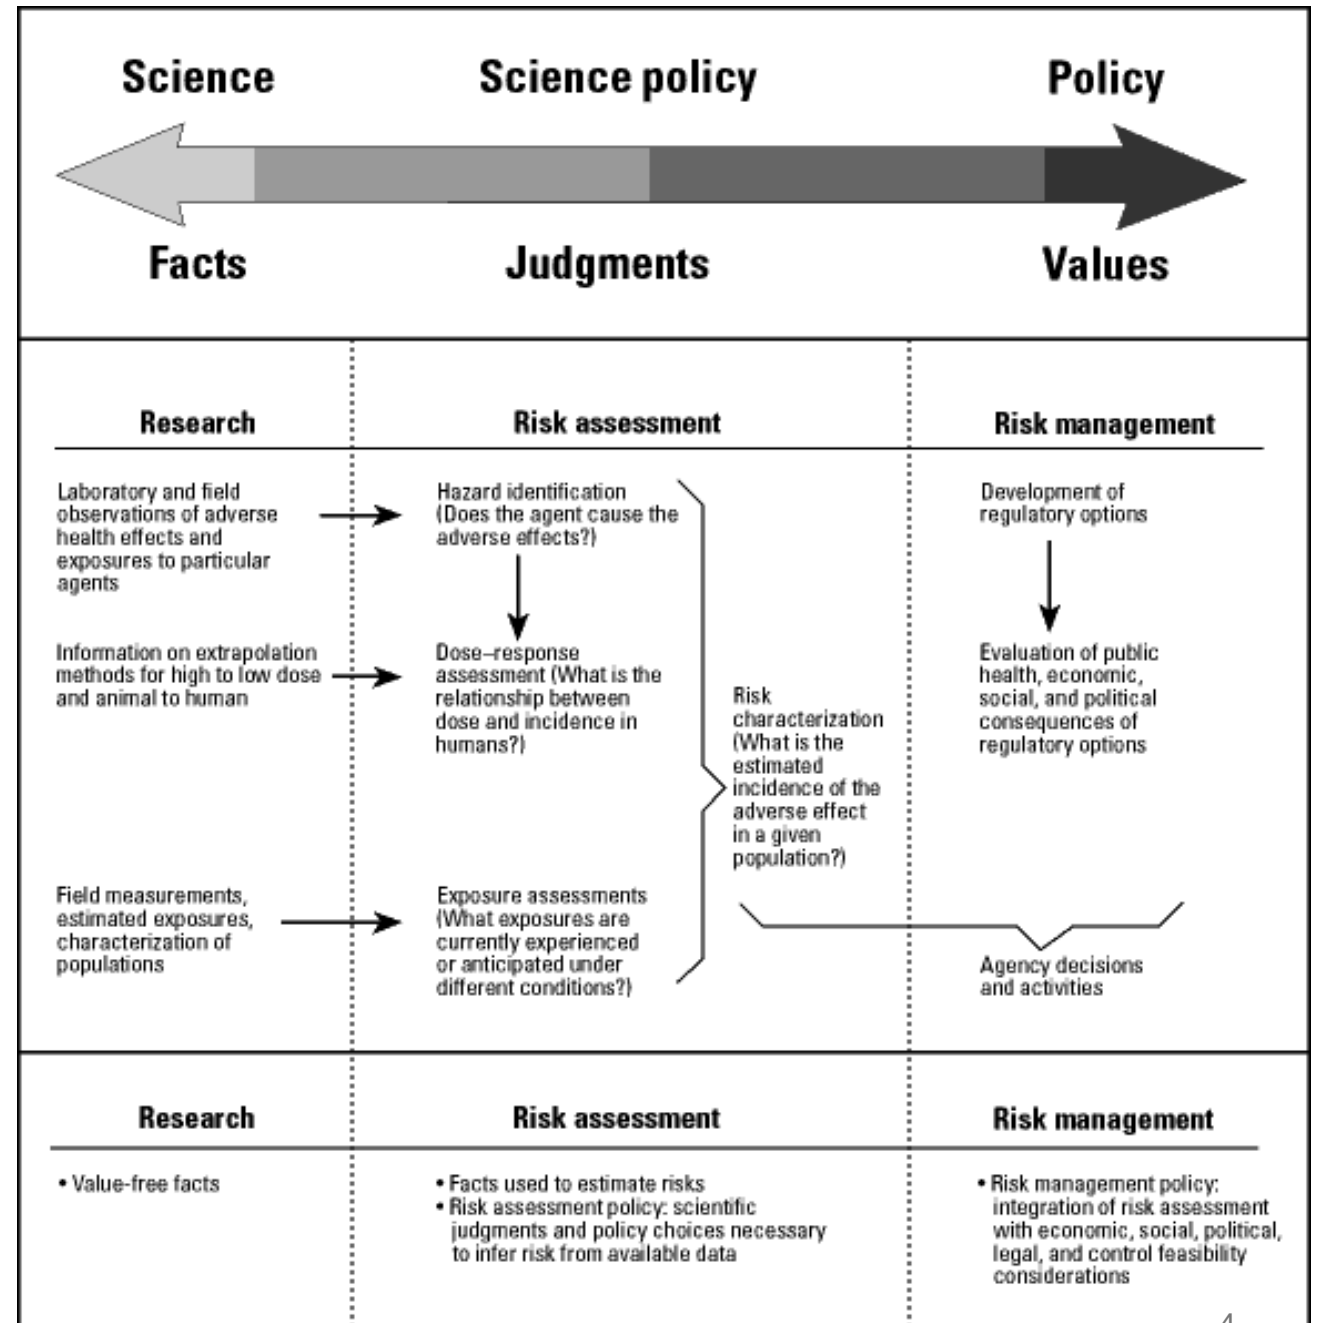 Science
Science policy
Policy
Facts
Judgments
Values
Research
Risk assessment
Risk management
Laboratory and field
observations of adverse
health effects and
exposures to particular
agents
Hazard identification
(Does the agent cause the
adverse effects?)
Development of
regulatory options
Information on extrapolation
methods for high to low dose
and animal to human
Dose–response
assessment (What is the
relationship between
dose and incidence in
humans?)
Risk
characterization
(What is the
estimated
incidence of the
adverse effect
in a given
population?)
Evaluation of public
health, economic,
social, and political
consequences of
regulatory options
Field measurements,
estimated exposures,
characterization of
populations
Exposure assessments
(What exposures are
currently experienced
or anticipated under
different conditions?)
Agency decisions
and activities
Research
Risk assessment
Risk management
• Value-free facts
• Facts used to estimate risks
• Risk assessment policy: scientific
judgments and policy choices necessary
to infer risk from available data
• Risk management policy:
integration of risk assessment
with economic, social, political,
legal, and control feasibility
considerations